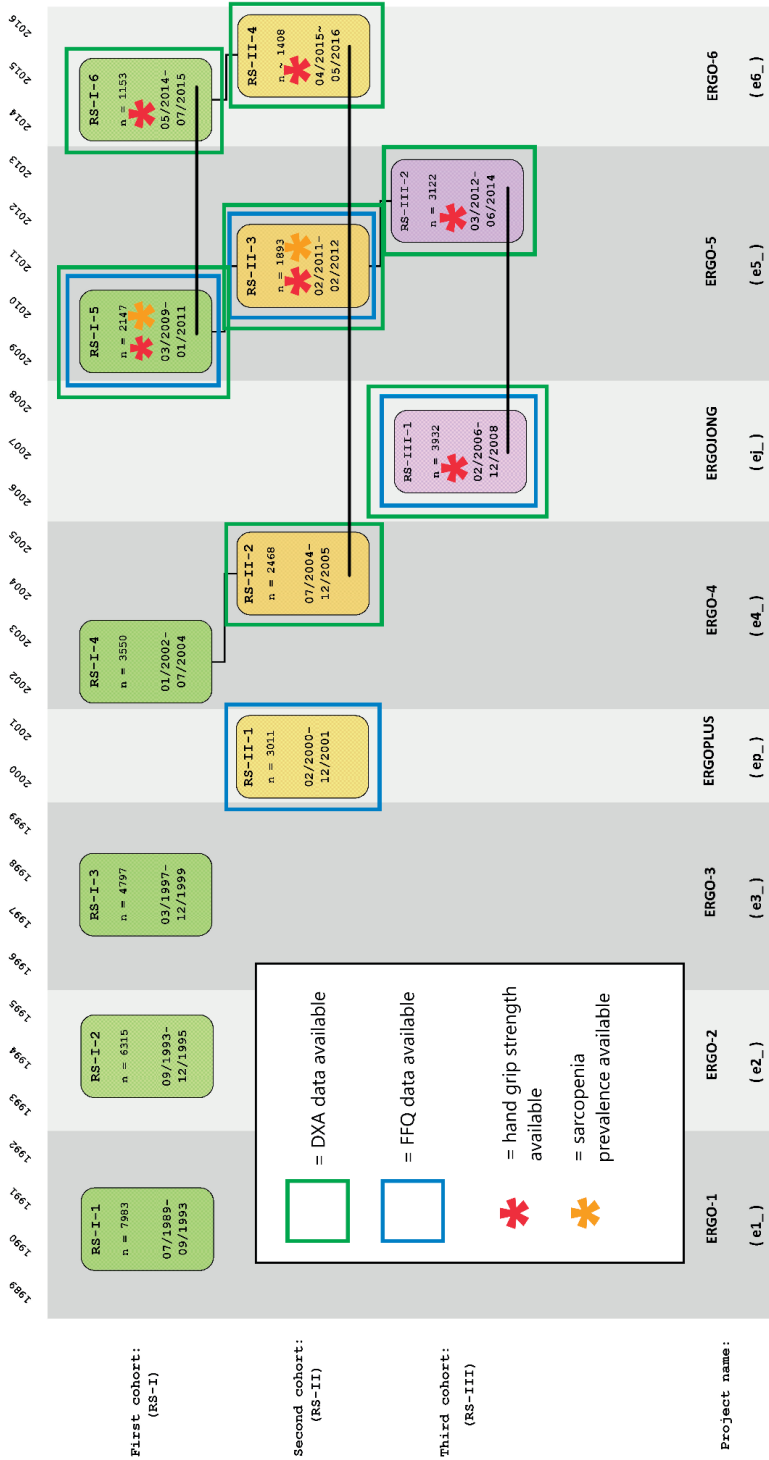 1989
1990
1991
1992
1993
1994
1995
1996
1997
1998
1999
2000
2001
2002
2003
2004
2005
2006
2007
2008
2009
2010
2011
2012
2013
2014
2015
2016
First cohort:
(RS-I)
RS-I-1
n = 7983
07/1989-
09/1993
RS-I-2
n = 6315
09/1993-
12/1995
RS-I-3
n = 4797
03/1997-
12/1999
RS-I-4
n = 3550
01/2002-
07/2004
RS-I-5
n = 2147
03/2009-
01/2011
RS-I-6
n = 1153
05/2014-
07/2015
Second cohort:
(RS-II)
RS-II-1
n = 3011
02/2000-
12/2001
RS-II-2
n = 2468
07/2004-
12/2005
RS-II-3
n = 1893
02/2011-
02/2012
RS-II-4
n ~ 1408
04/2015~
05/2016
Third cohort:
(RS-III)
RS-III-1
n = 3932
02/2006-
12/2008
RS-III-2
n = 3122
03/2012-
06/2014
= DXA data available
= FFQ data available
= hand grip strength
available
= sarcopenia
prevalence available
Project name:
ERGO-1
(e1_)
ERGO-2
(e2_)
ERGO-3
(e3_)
ERGOPLUS
(ep_)
ERGO-4
(e4_)
ERGOJONG
(ej_)
ERGO-5
(e5_)
ERGO-6
(e6_)